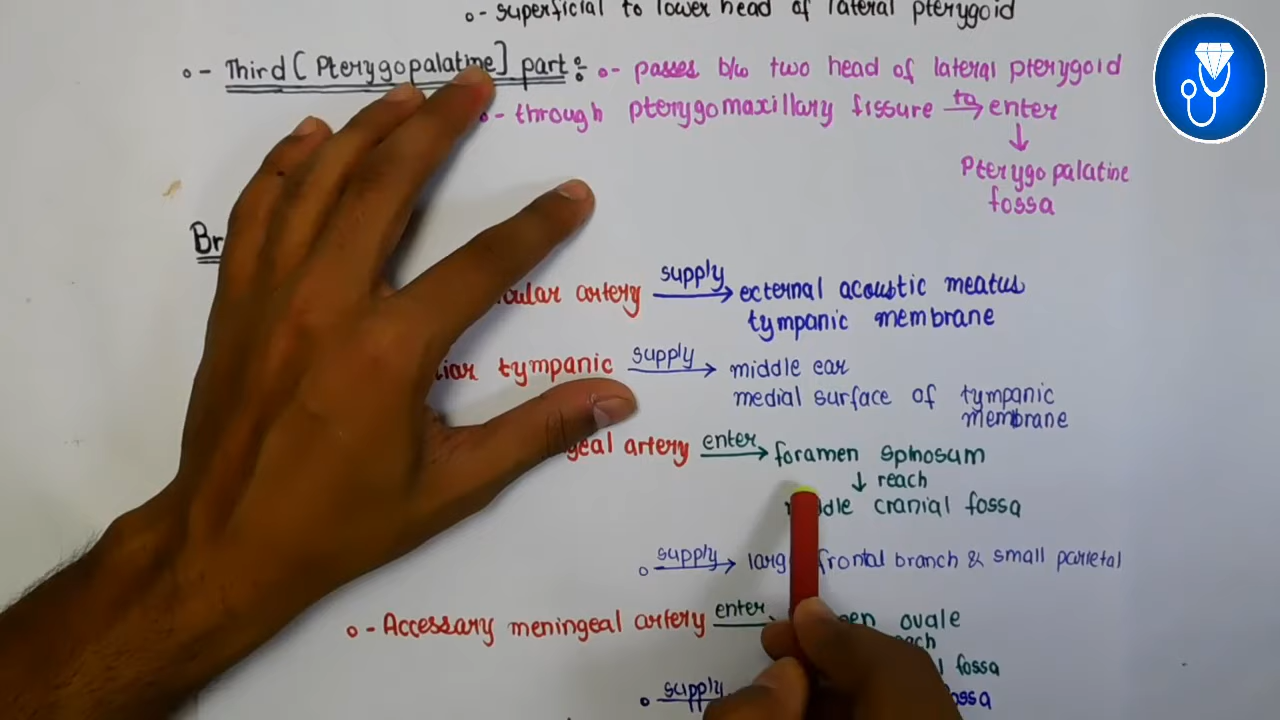 o- superficial to lower head of lateral pterygoid
o- Third [Pterygopalatine] part :- o- passes b/w two head of lateral pterygoid
- through pterygomaxillary fissure to → enter
↓
Pterygo palatine
fossa
Br
cular artery supply → external acoustic meatus
tympanic membrane
tympanic supply → middle ear
medial surface of tympanic
membrane
geal artery enter → foramen spinosum
↓ reach
cranial fossa
o supply → frontal branch & small parietal
o- Accessary meningeal artery enter ovale
fossa
o supply